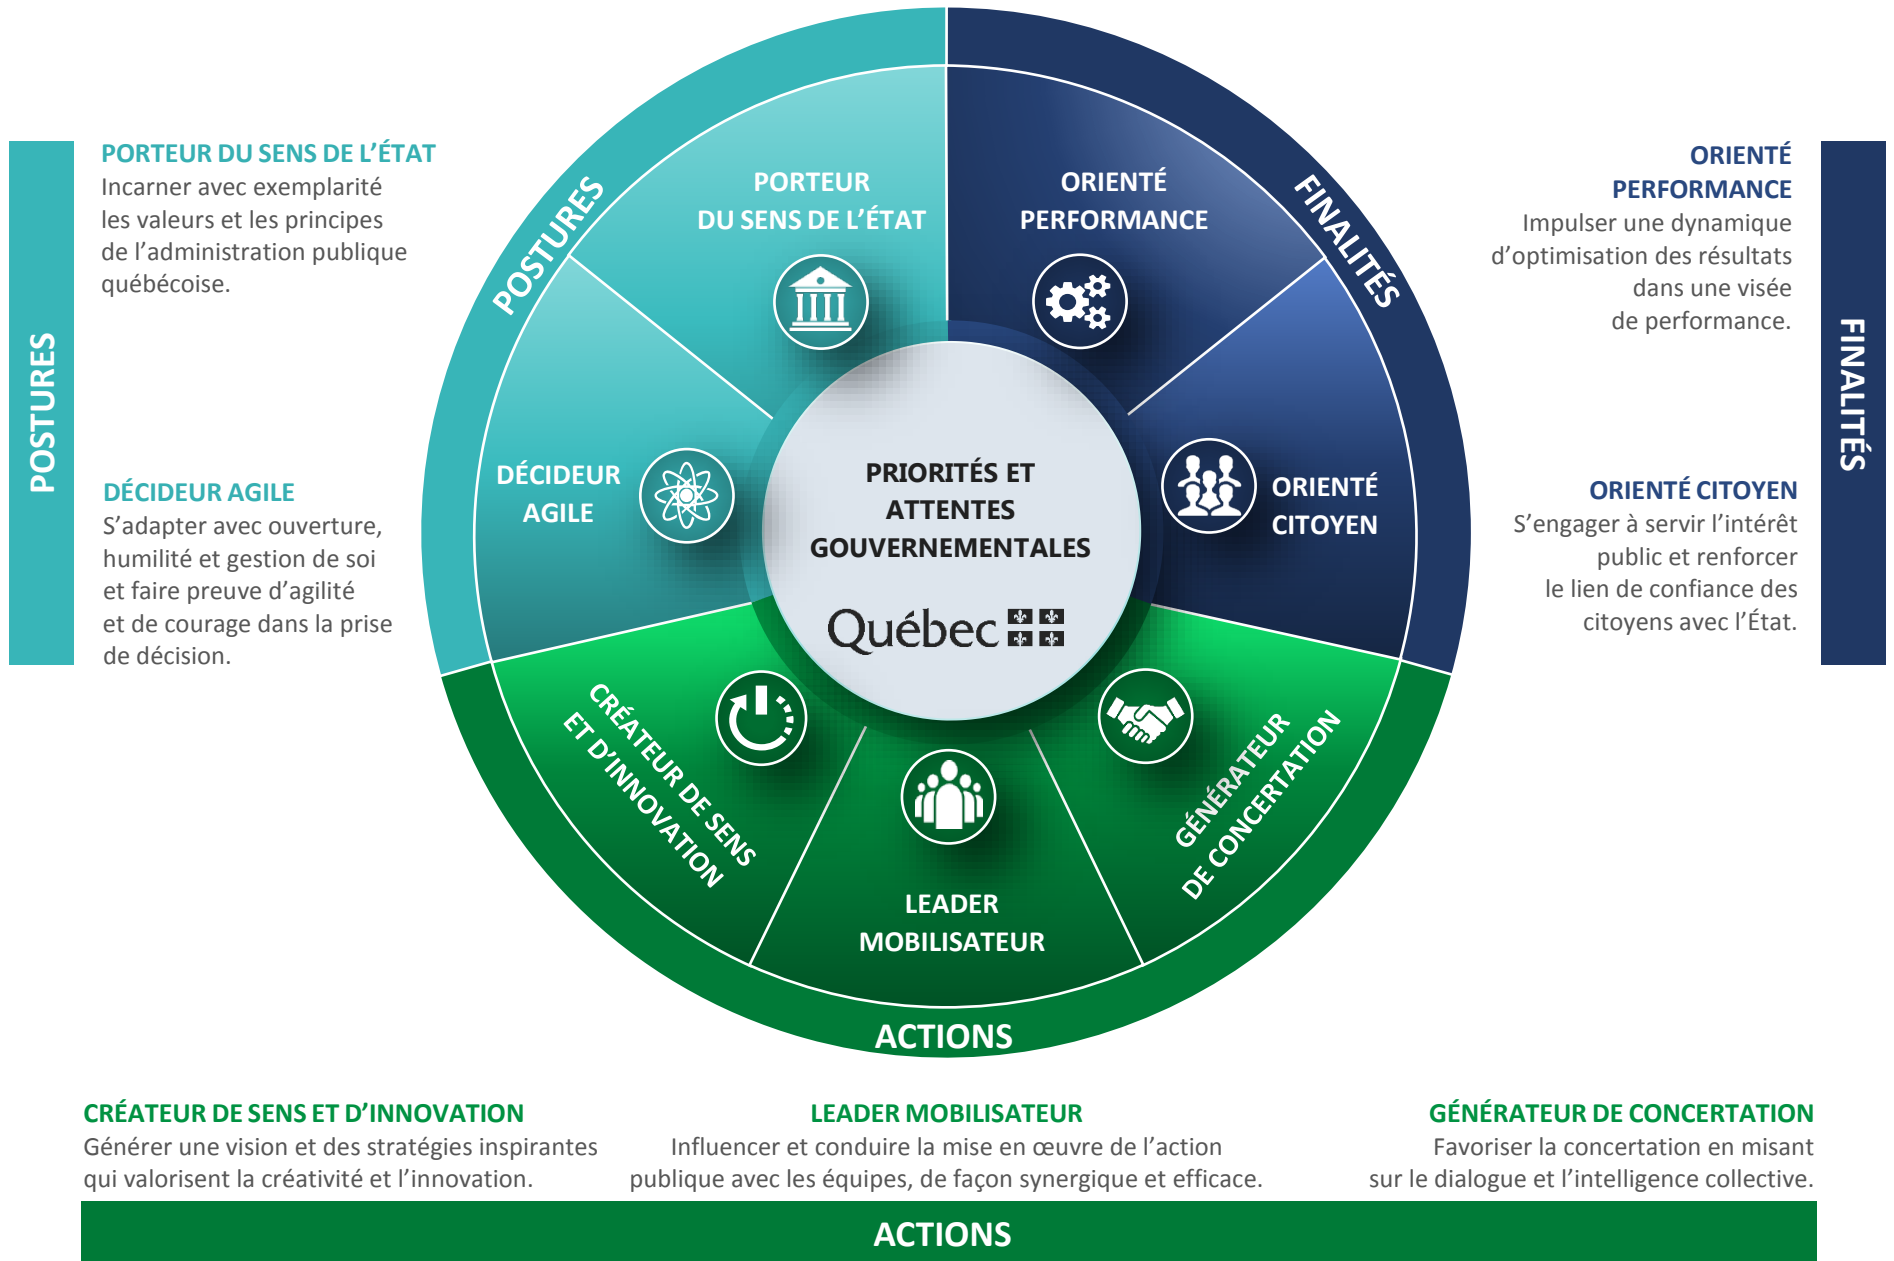 POSTURES
PORTEUR DU SENS DE L’ÉTAT
Incarner avec exemplarité
les valeurs et les principes
de l’administration publique
québécoise.
DÉCIDEUR AGILE
S’adapter avec ouverture,
humilité et gestion de soi
et faire preuve d’agilité
et de courage dans la prise
de décision.
POSTURES
PORTEUR
DU SENS DE L’ÉTAT
DÉCIDEUR
AGILE
FINALITÉS
ORIENTÉ
PERFORMANCE
ORIENTÉ
CITOYEN
PRIORITÉS ET
ATTENTES
GOUVERNEMENTALES
Québec
CRÉATEUR DE SENS
ET D’INNOVATION
LEADER
MOBILISATEUR
GÉNÉRATEUR
DE CONCERTATION
ACTIONS
ORIENTÉ
PERFORMANCE
Impulser une dynamique
d’optimisation des résultats
dans une visée
de performance.
ORIENTÉ CITOYEN
S’engager à servir l’intérêt
public et renforcer
le lien de confiance des
citoyens avec l’État.
FINALITÉS
CRÉATEUR DE SENS ET D’INNOVATION
Générer une vision et des stratégies inspirantes
qui valorisent la créativité et l’innovation.
LEADER MOBILISATEUR
Influencer et conduire la mise en œuvre de l’action
publique avec les équipes, de façon synergique et efficace.
GÉNÉRATEUR DE CONCERTATION
Favoriser la concertation en misant
sur le dialogue et l’intelligence collective.
ACTIONS